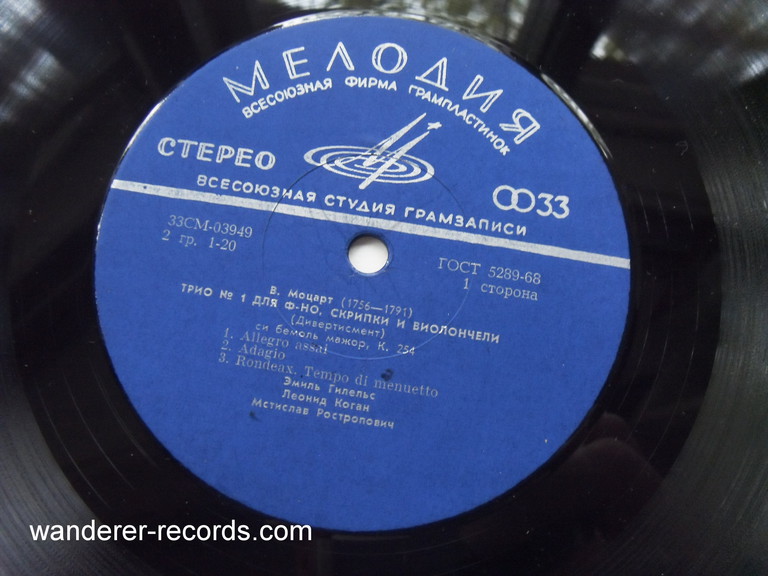 МЕЛОДИЯ
ВСЕСОЮЗНАЯ ФИРМА ГРАМПЛАСТИНОК
СТЕРЕО
33
ВСЕСОЮЗНАЯ СТУДИЯ ГРАМЗАПИСИ
33СМ-03949
2 гр. 1-20
ГОСТ 5289-68
1 сторона
В. Моцарт (1756—1791)
ТРИО № 1 ДЛЯ Ф-НО, СКРИПКИ И ВИОЛОНЧЕЛИ
(Дивертисмент)
си бемоль мажор, К. 254
1. Allegro assai
2. Adagio
3. Rondeax. Tempo di menuetto
Эмиль Гилельс
Леонид Коган
Мстислав Ростропович
wanderer-records.com